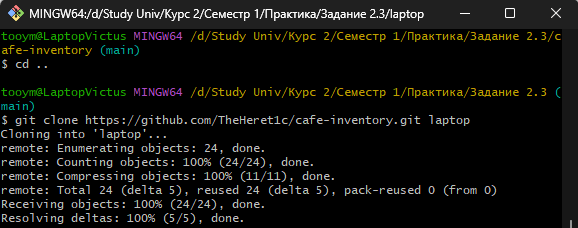 MINGW64:/d/Study Univ/Курс 2/Семестр 1/Практика/Задание 2.3/laptop
tooym@LaptopVictus MINGW64 /d/Study Univ/Курс 2/Семестр 1/Практика/Задание 2.3/c
afe-inventory (main)
$ cd ..
tooym@LaptopVictus MINGW64 /d/Study Univ/Курс 2/Семестр 1/Практика/Задание 2.3 (
main)
$ git clone https://github.com/TheHeret1c/cafe-inventory.git laptop
Cloning into 'laptop'...
remote: Enumerating objects: 24, done.
remote: Counting objects: 100% (24/24), done.
remote: Compressing objects: 100% (11/11), done.
remote: Total 24 (delta 5), reused 24 (delta 5), pack-reused 0 (from 0)
Receiving objects: 100% (24/24), done.
Resolving deltas: 100% (5/5), done.